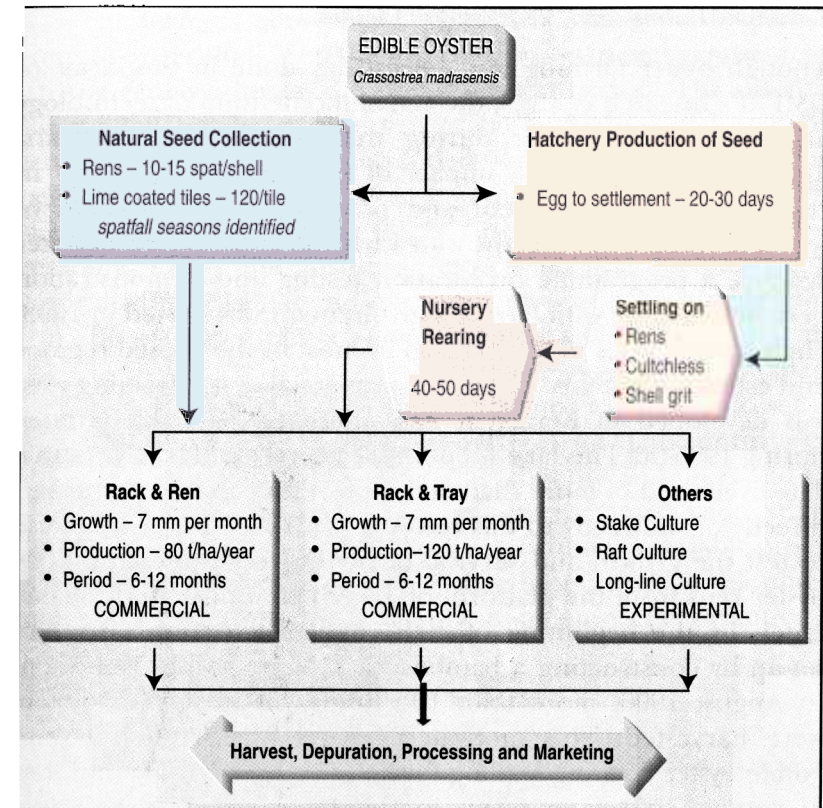 EDIBLE OYSTER
Crassostrea madrasensis
Natural Seed Collection
• Rens – 10-15 spat/shell
• Lime coated tiles – 120/tile
spatfall seasons identified
Hatchery Production of Seed
• Egg to settlement – 20-30 days
Nursery
Rearing
40-50 days
Settling on
• Rens
• Cultchless
• Shell grit
Rack & Ren
• Growth – 7 mm per month
• Production – 80 t/ha/year
• Period – 6-12 months
COMMERCIAL
Rack & Tray
• Growth – 7 mm per month
• Production–120 t/ha/year
• Period – 6-12 months
COMMERCIAL
Others
• Stake Culture
• Raft Culture
• Long-line Culture
EXPERIMENTAL
Harvest, Depuration, Processing and Marketing